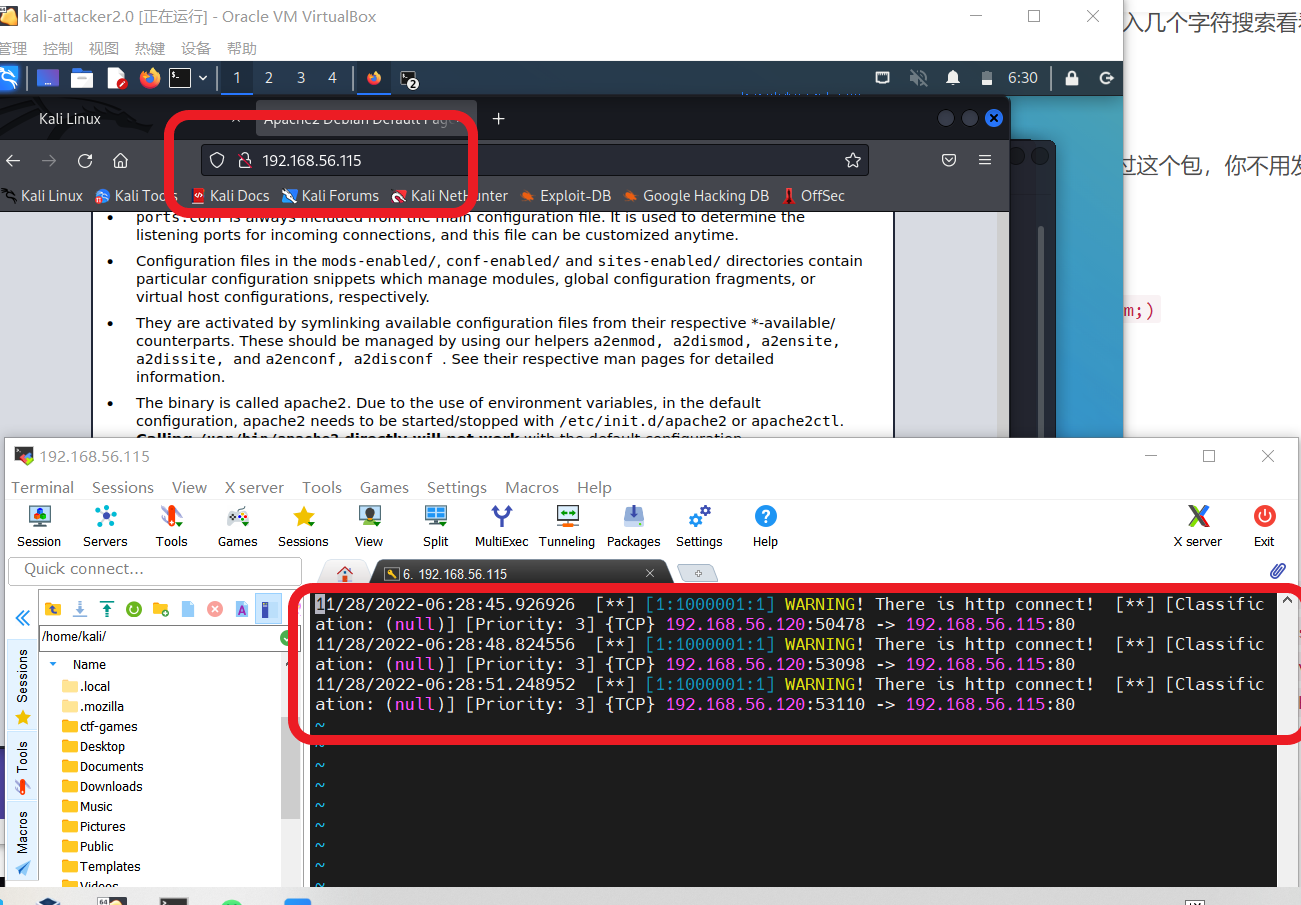 kali-attacker2.0 [正在运行] - Oracle VM VirtualBox
管理 控制 视图 热键 设备 帮助
入几个字符搜索看看
1 2 3 4 2 6:30
Kali Linux Apache2 Debian Default Page
192.168.56.115
过这个包，你不用发
Kali Linux Kali Tools Kali Docs Kali Forums Kali NetHunter Exploit-DB Google Hacking DB OffSec
ports.conf is always included from the main configuration file. It is used to determine the
listening ports for incoming connections, and this file can be customized anytime.
Configuration files in the mods-enabled/, conf-enabled/ and sites-enabled/ directories contain
particular configuration snippets which manage modules, global configuration fragments, or
virtual host configurations, respectively.
m;)
They are activated by symlinking available configuration files from their respective *-available/
counterparts. These should be managed by using our helpers a2enmod, a2dismod, a2ensite,
a2dissite, and a2enconf, a2disconf . See their respective man pages for detailed
information.
The binary is called apache2. Due to the use of environment variables, in the default
configuration, apache2 needs to be started/stopped with /etc/init.d/apache2 or apache2ctl.
Calling /usr/bin/apache2 directly will not work with the default configuration.
192.168.56.115
Terminal Sessions View X server Tools Games Settings Macros Help
Session Servers Tools Games Sessions View Split MultiExec Tunneling Packages Settings Help X server Exit
Quick connect...
6. 192.168.56.115
/home/kali/
Name
.local
.mozilla
ctf-games
Desktop
Documents
Downloads
Music
Pictures
Public
Templates
Videos
Sessions
Tools
Macros
11/28/2022-06:28:45.926926 [**] [1:1000001:1] WARNING! There is http connect! [**] [Classific
ation: (null)] [Priority: 3] {TCP} 192.168.56.120:50478 -> 192.168.56.115:80
11/28/2022-06:28:48.824556 [**] [1:1000001:1] WARNING! There is http connect! [**] [Classific
ation: (null)] [Priority: 3] {TCP} 192.168.56.120:53098 -> 192.168.56.115:80
11/28/2022-06:28:51.248952 [**] [1:1000001:1] WARNING! There is http connect! [**] [Classific
ation: (null)] [Priority: 3] {TCP} 192.168.56.120:53110 -> 192.168.56.115:80
~
~
~
~
~
~
~
~
~